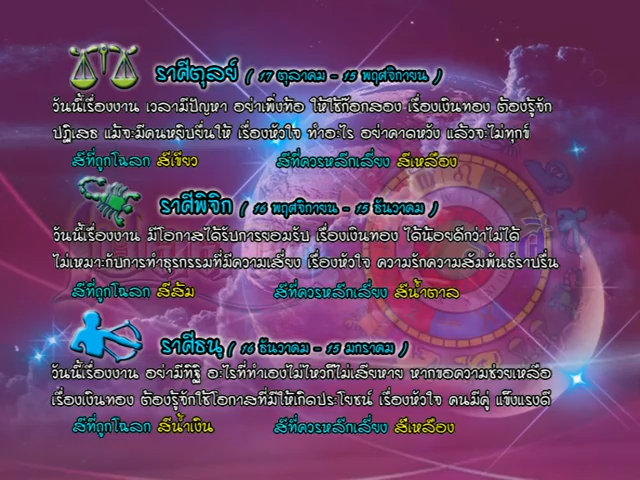 ราศีตุลย์ ( 17 ตุลาคม - 15 พฤศจิกายน )
วันนี้เรื่องงาน เวลามีปัญหา อย่าเพิ่งท้อ ให้ใช้ก๊อกสอง เรื่องเงินทอง ต้องรู้จัก
ปฏิเสธ แม้จะมีคนหยิบยื่นให้ เรื่องหัวใจ ทำอะไร อย่าคาดหวัง แล้วจะไม่ทุกข์
สีที่ถูกโฉลก สีเขียว สีที่ควรหลีกเลี่ยง สีเหลือง
ราศีพิจิก ( 16 พฤศจิกายน - 15 ธันวาคม )
วันนี้เรื่องงาน มีโอกาสได้รับการยอมรับ เรื่องเงินทอง ได้น้อยดีกว่าไม่ได้
ไม่เหมาะกับการทำธุรกรรมที่มีความเสี่ยง เรื่องหัวใจ ความรักความสัมพันธ์ราบรื่น
สีที่ถูกโฉลก สีส้ม สีที่ควรหลีกเลี่ยง สีน้ำตาล
ราศีธนู ( 16 ธันวาคม - 15 มกราคม )
วันนี้เรื่องงาน อย่ามีทิฐิ อะไรที่ทำเองไม่ไหวก็ไม่เสียหาย หากขอความช่วยเหลือ
เรื่องเงินทอง ต้องรู้จักใช้โอกาสที่มีให้เกิดประโยชน์ เรื่องหัวใจ คนมีคู่ แข็งแรงดี
สีที่ถูกโฉลก สีน้ำเงิน สีที่ควรหลีกเลี่ยง สีเหลือง